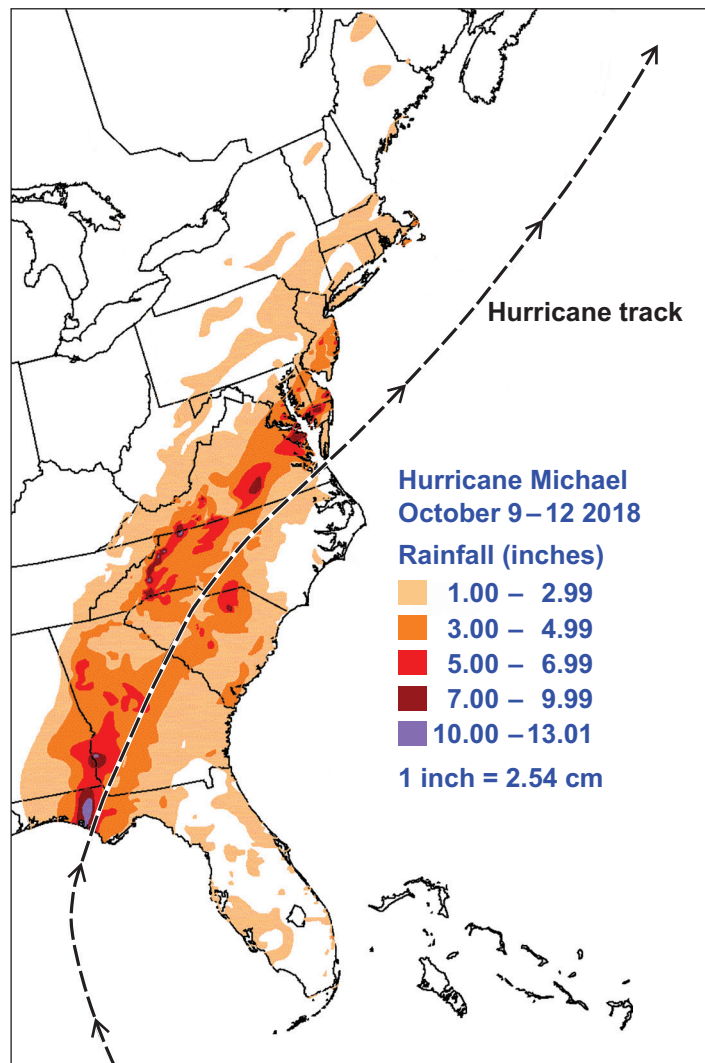 Hurricane track
Hurricane Michael
October 9 – 12 2018
Rainfall (inches)
1.00 – 2.99
3.00 – 4.99
5.00 – 6.99
7.00 – 9.99
10.00 – 13.01
1 inch = 2.54 cm